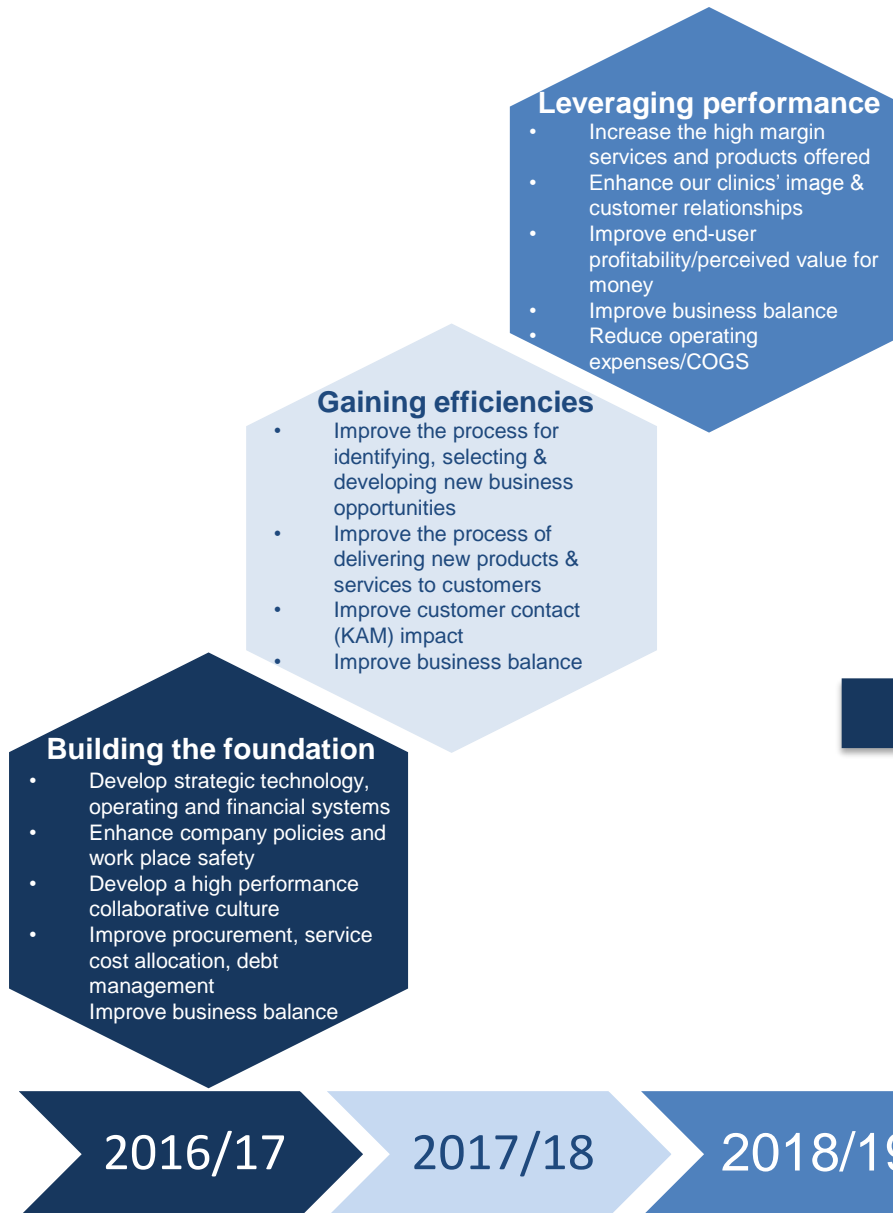 Leveraging performance
• Increase the high margin
services and products offered
• Enhance our clinics’ image &
customer relationships
• Improve end-user
profitability/perceived value for
money
• Improve business balance
• Reduce operating
expenses/COGS
Gaining efficiencies
• Improve the process for
identifying, selecting &
developing new business
opportunities
• Improve the process of
delivering new products &
services to customers
• Improve customer contact
(KAM) impact
• Improve business balance
Building the foundation
• Develop strategic technology,
operating and financial systems
• Enhance company policies and
work place safety
• Develop a high performance
collaborative culture
• Improve procurement, service
cost allocation, debt
management
Improve business balance
2016/17
2017/18
2018/19